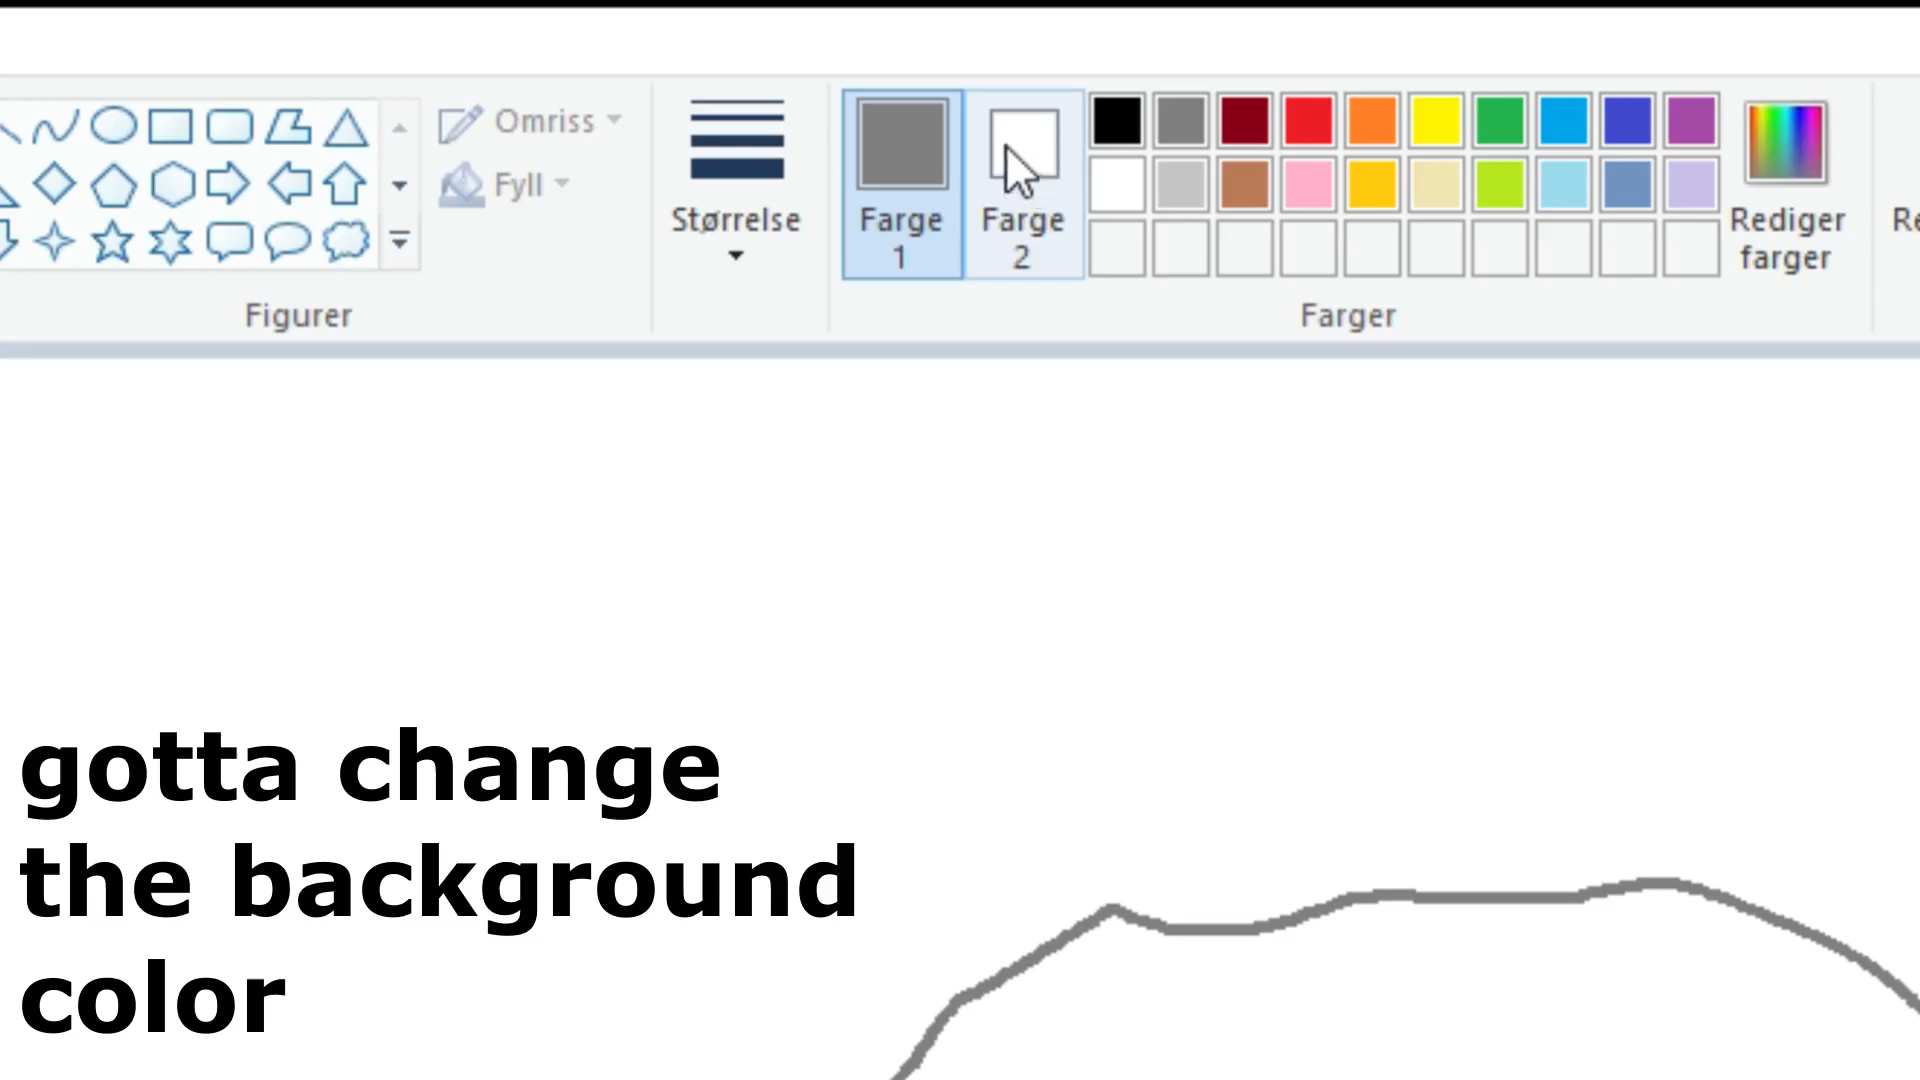 Omriss
Fyll
Størrelse
Farge
1
Farge
2
Rediger
farger
Figurer
Farger
gotta change
the background
color